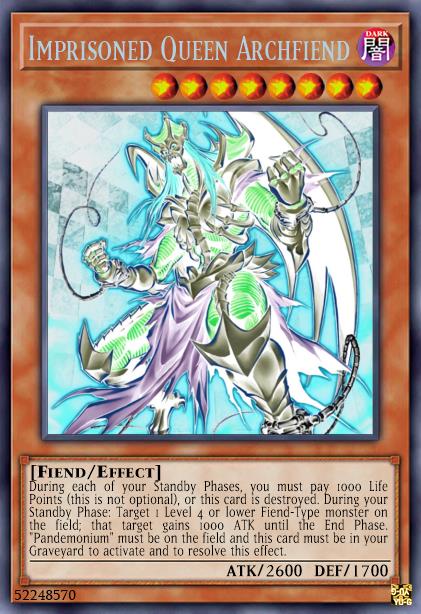 Imprisoned Queen Archfiend
DARK
闇
[Fiend/Effect]
During each of your Standby Phases, you must pay 1000 Life
Points (this is not optional), or this card is destroyed. During your
Standby Phase: Target 1 Level 4 or lower Fiend-Type monster on
the field; that target gains 1000 ATK until the End Phase.
"Pandemonium" must be on the field and this card must be in your
Graveyard to activate and to resolve this effect.
ATK/2600 DEF/1700
52248570